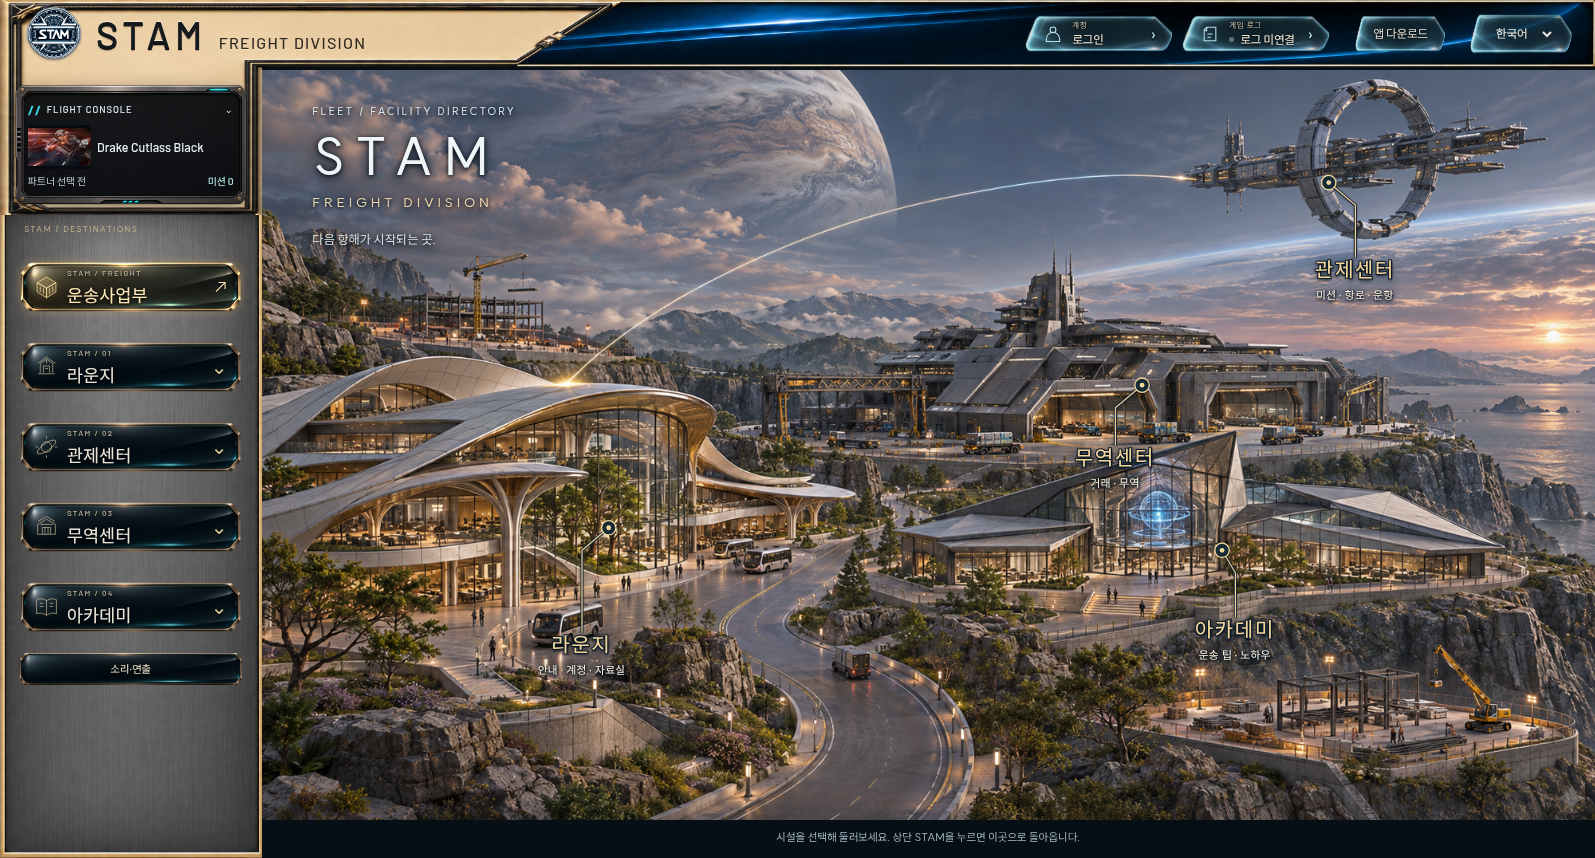 STAM
STAM FREIGHT DIVISION
계정
로그인
게임 로그
로그 미연결
앱 다운로드
한국어
// FLIGHT CONSOLE
Drake Cutlass Black
파트너 선택 전
미션 0
STAM / DESTINATIONS
STAM / FREIGHT
운송사업부
STAM / 01
라운지
STAM / 02
관제센터
STAM / 03
무역센터
STAM / 04
아카데미
소리·연출
FLEET / FACILITY DIRECTORY
STAM
FREIGHT DIVISION
다음 항해가 시작되는 곳.
관제센터
미션 · 항로 · 운항
무역센터
거래 · 무역
라운지
안내 · 계정 · 자료실
아카데미
운송 팁 · 노하우
시설을 선택해 둘러보세요. 상단 STAM을 누르면 이곳으로 돌아옵니다.